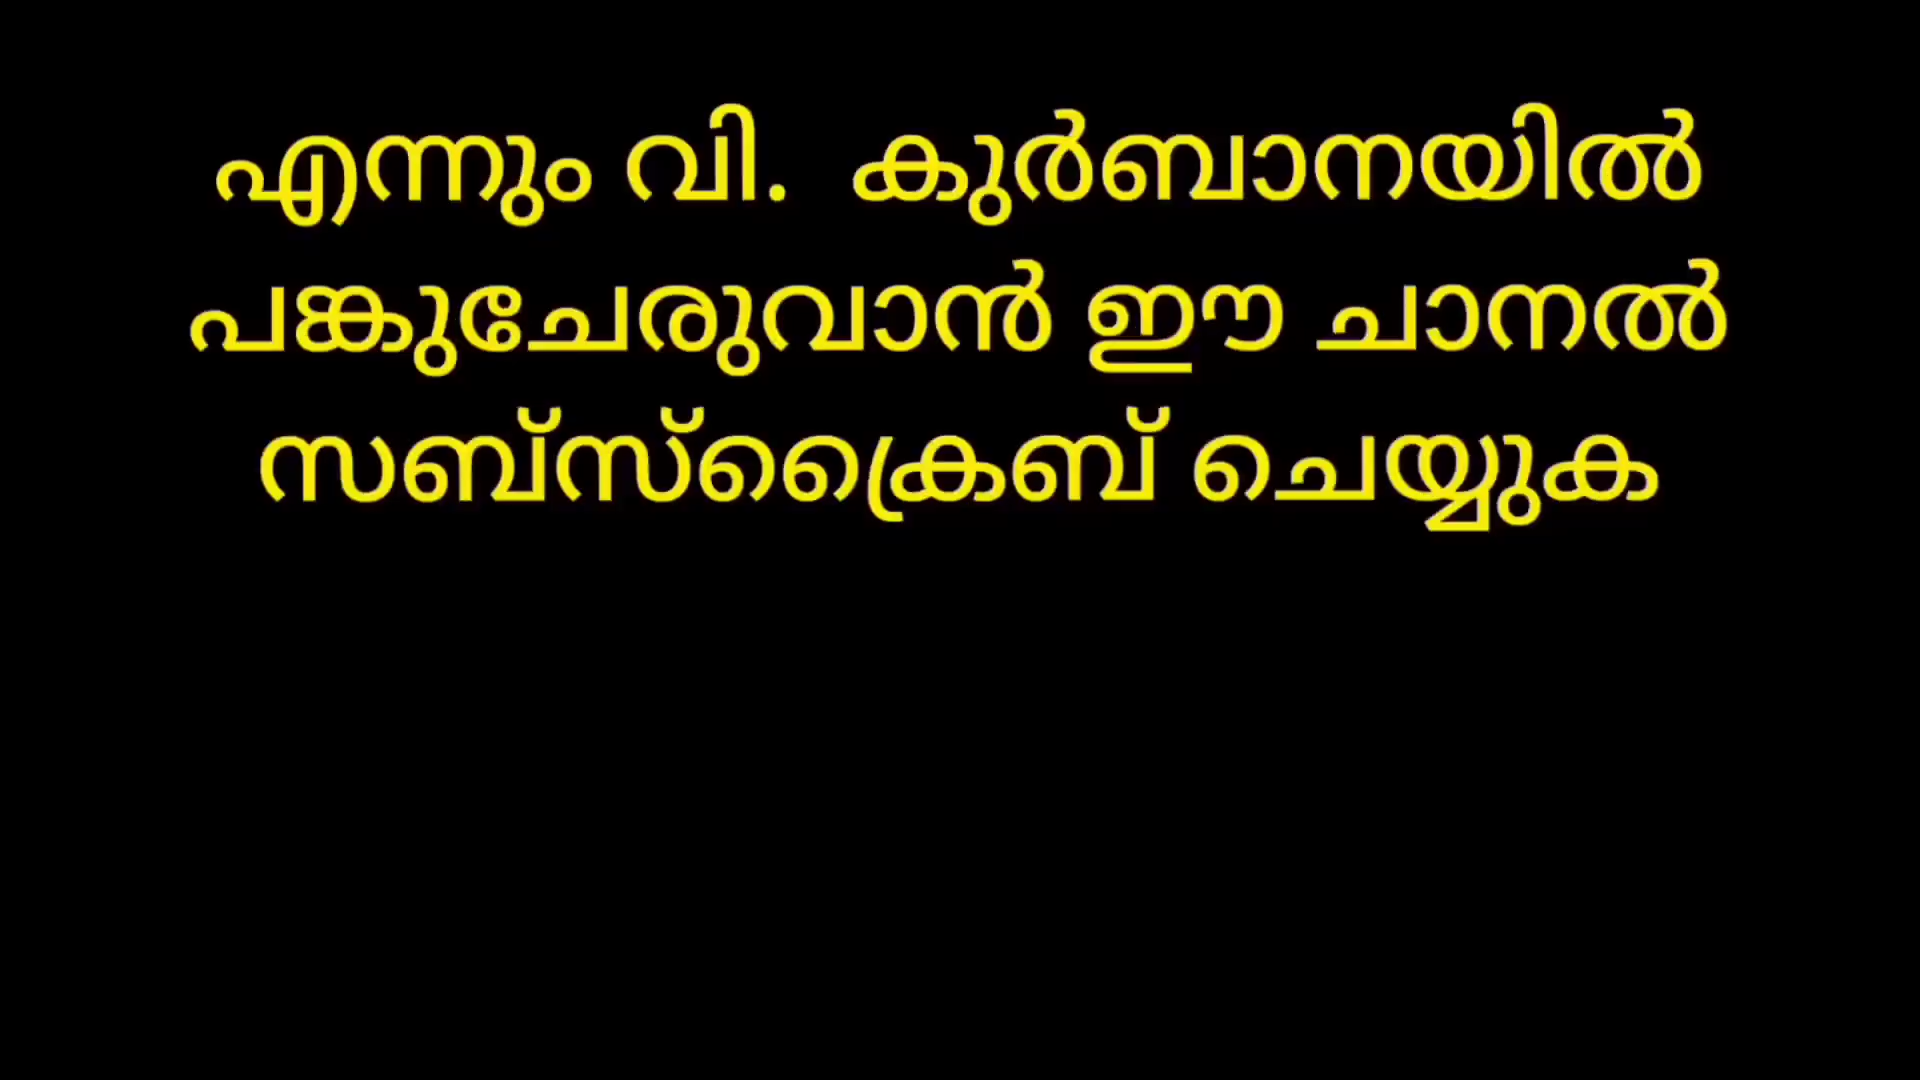 എന്നും വി. കുർബാനയിൽ
പങ്കുചേരുവാൻ ഈ ചാനൽ
സബ്സ്ക്രൈബ് ചെയ്യുക